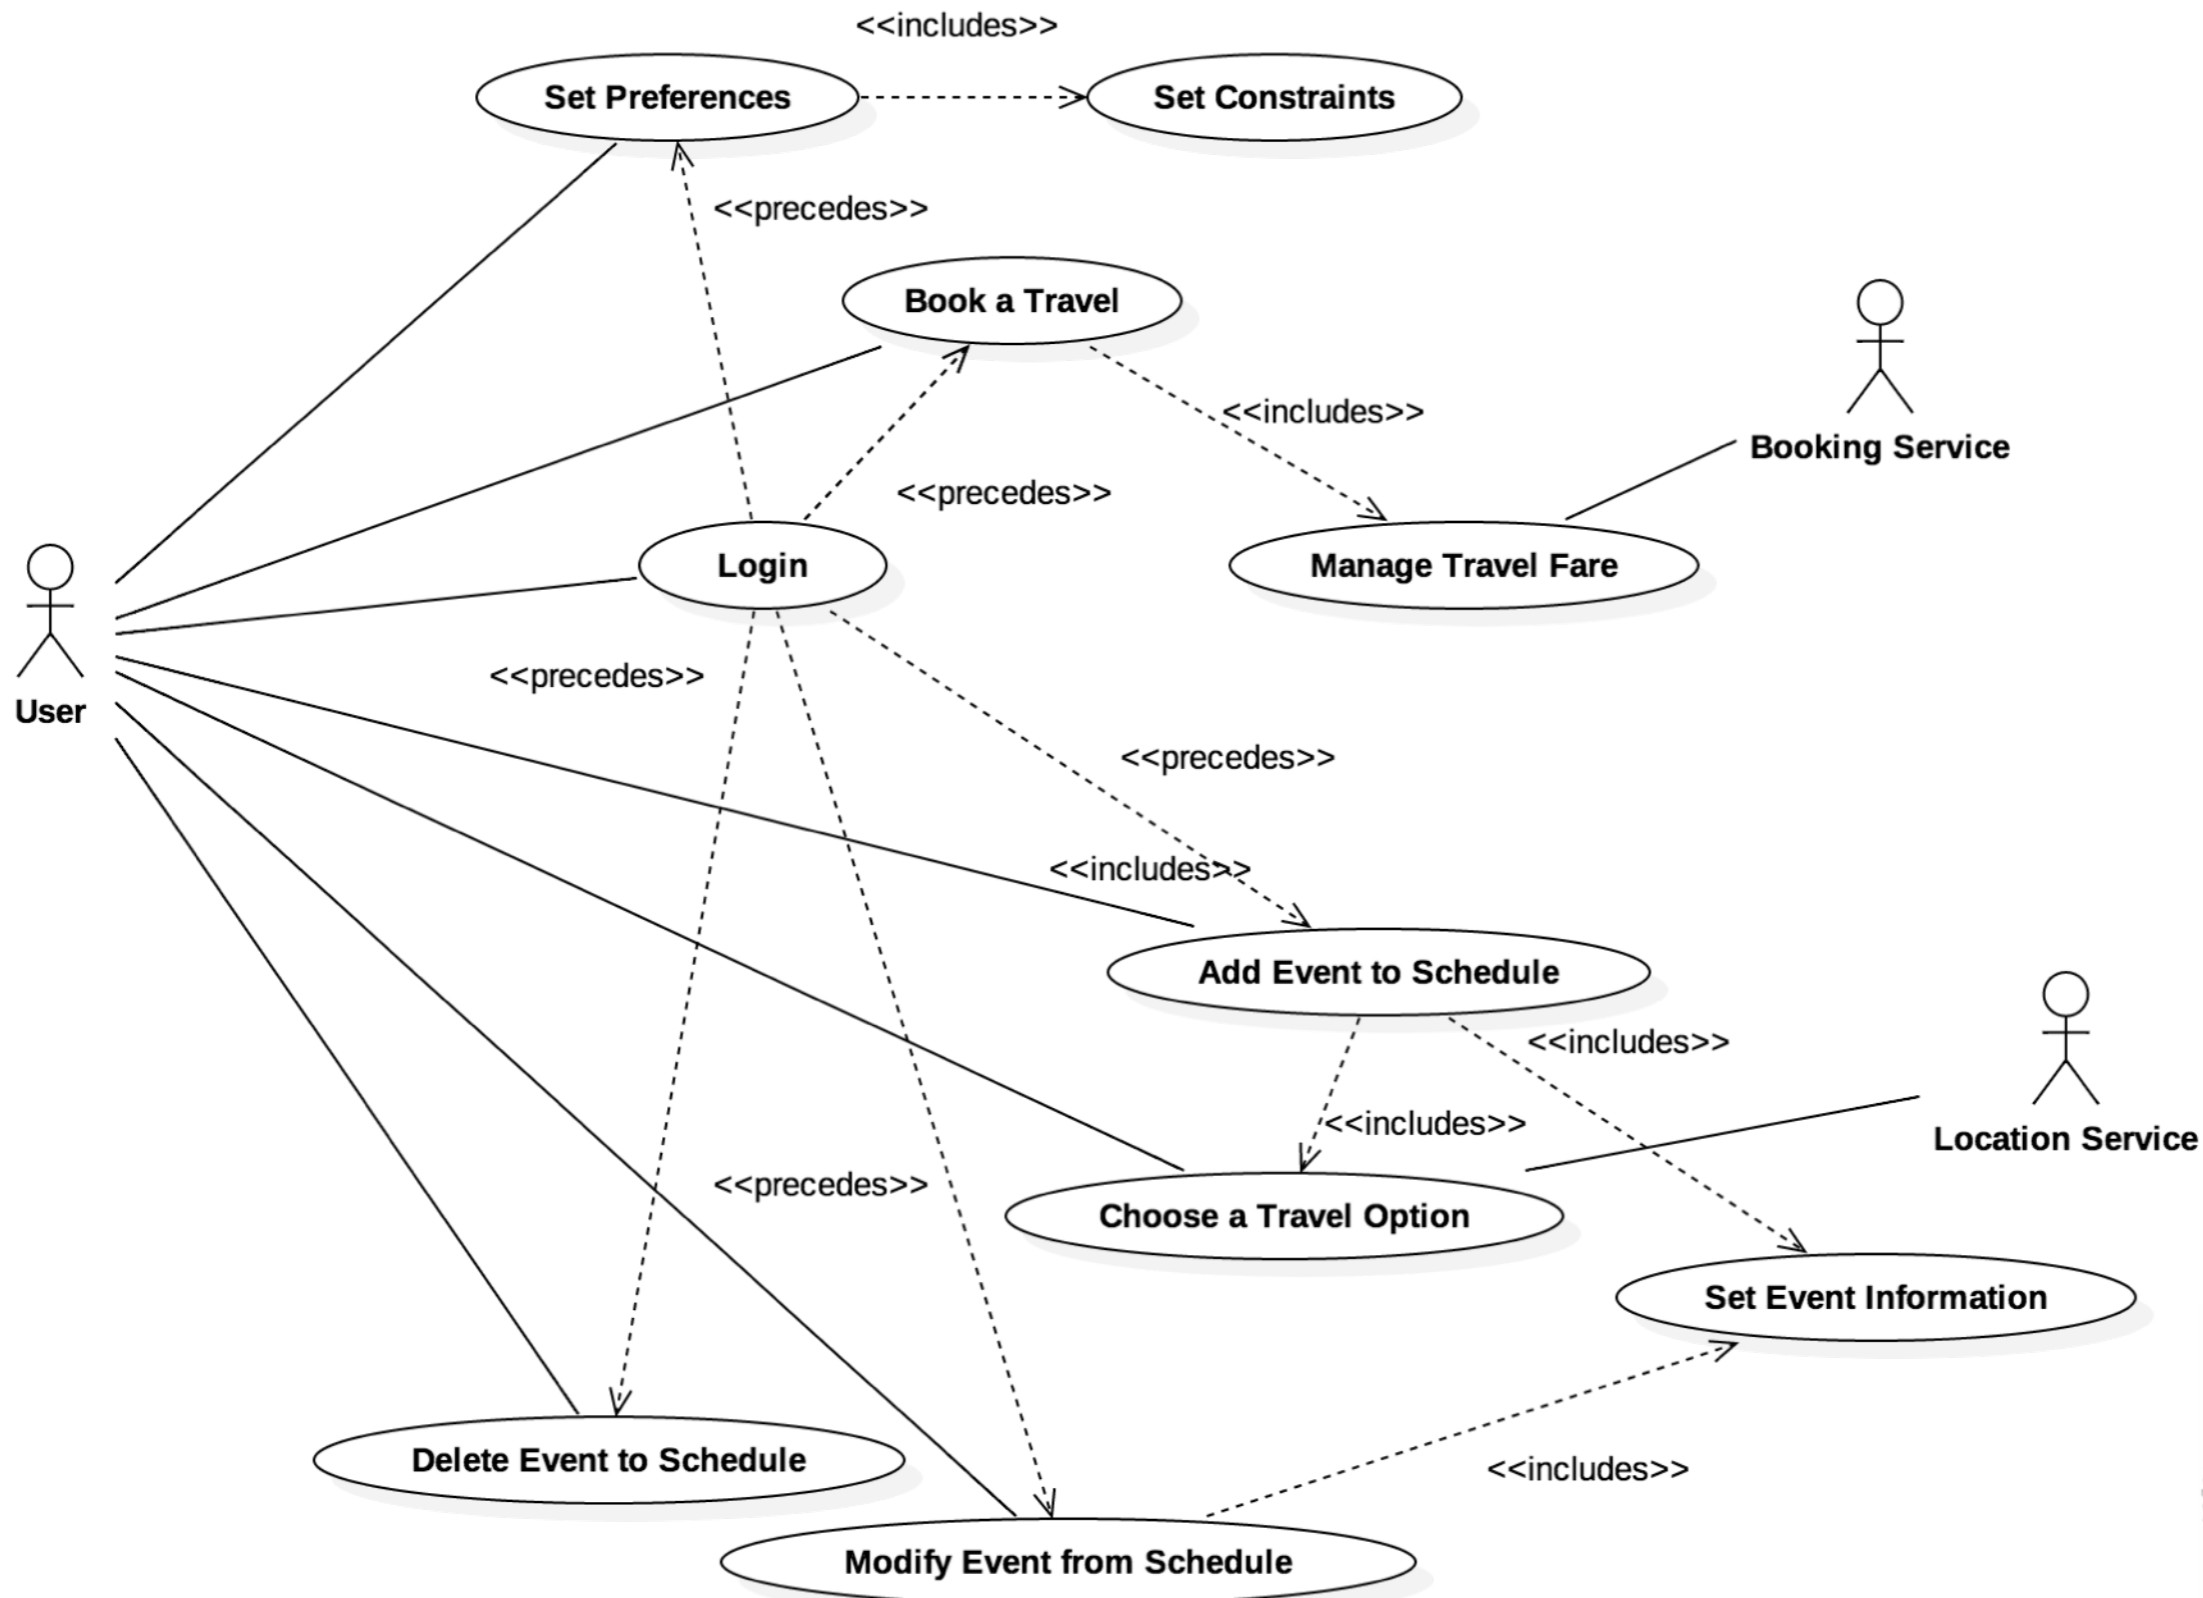 <<includes>>
Set Preferences
Set Constraints
<<precedes>>
Book a Travel
<<includes>>
Booking Service
<<precedes>>
Login
Manage Travel Fare
<<precedes>>
User
<<precedes>>
<<includes>>
Add Event to Schedule
<<includes>>
<<includes>>
Location Service
<<precedes>>
Choose a Travel Option
Set Event Information
Delete Event to Schedule
<<includes>>
Modify Event from Schedule